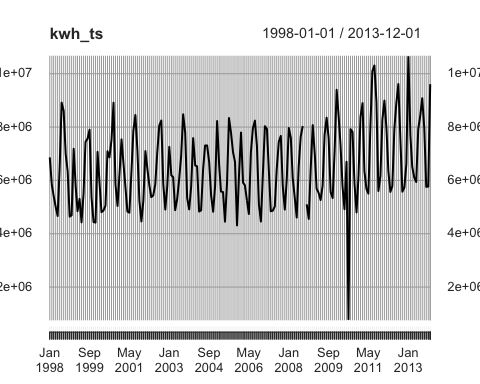 kwh_ts 1998-01-01 / 2013-12-01
1e+07 1e+07
8e+06 8e+06
6e+06 6e+06
4e+06 4e+06
2e+06 2e+06
Jan Sep May Jan Sep May Jan Sep May Jan
1998 1999 2001 2003 2004 2006 2008 2009 2011 2013